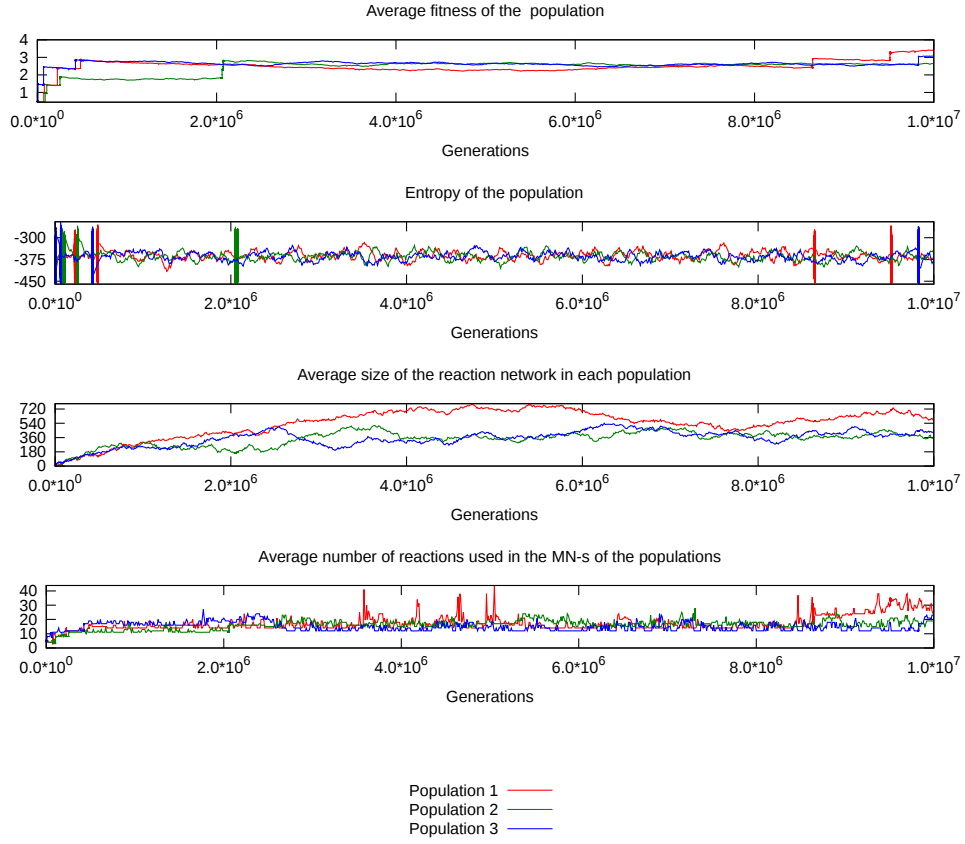 Average fitness of the population
4
3
2
1
0.0*10^0 2.0*10^6 4.0*10^6 6.0*10^6 8.0*10^6 1.0*10^7
Generations
Entropy of the population
-300
-375
-450
0.0*10^0 2.0*10^6 4.0*10^6 6.0*10^6 8.0*10^6 1.0*10^7
Generations
Average size of the reaction network in each population
720
540
360
180
0
0.0*10^0 2.0*10^6 4.0*10^6 6.0*10^6 8.0*10^6 1.0*10^7
Generations
Average number of reactions used in the MN-s of the populations
40
30
20
10
0
0.0*10^0 2.0*10^6 4.0*10^6 6.0*10^6 8.0*10^6 1.0*10^7
Generations
Population 1
Population 2
Population 3